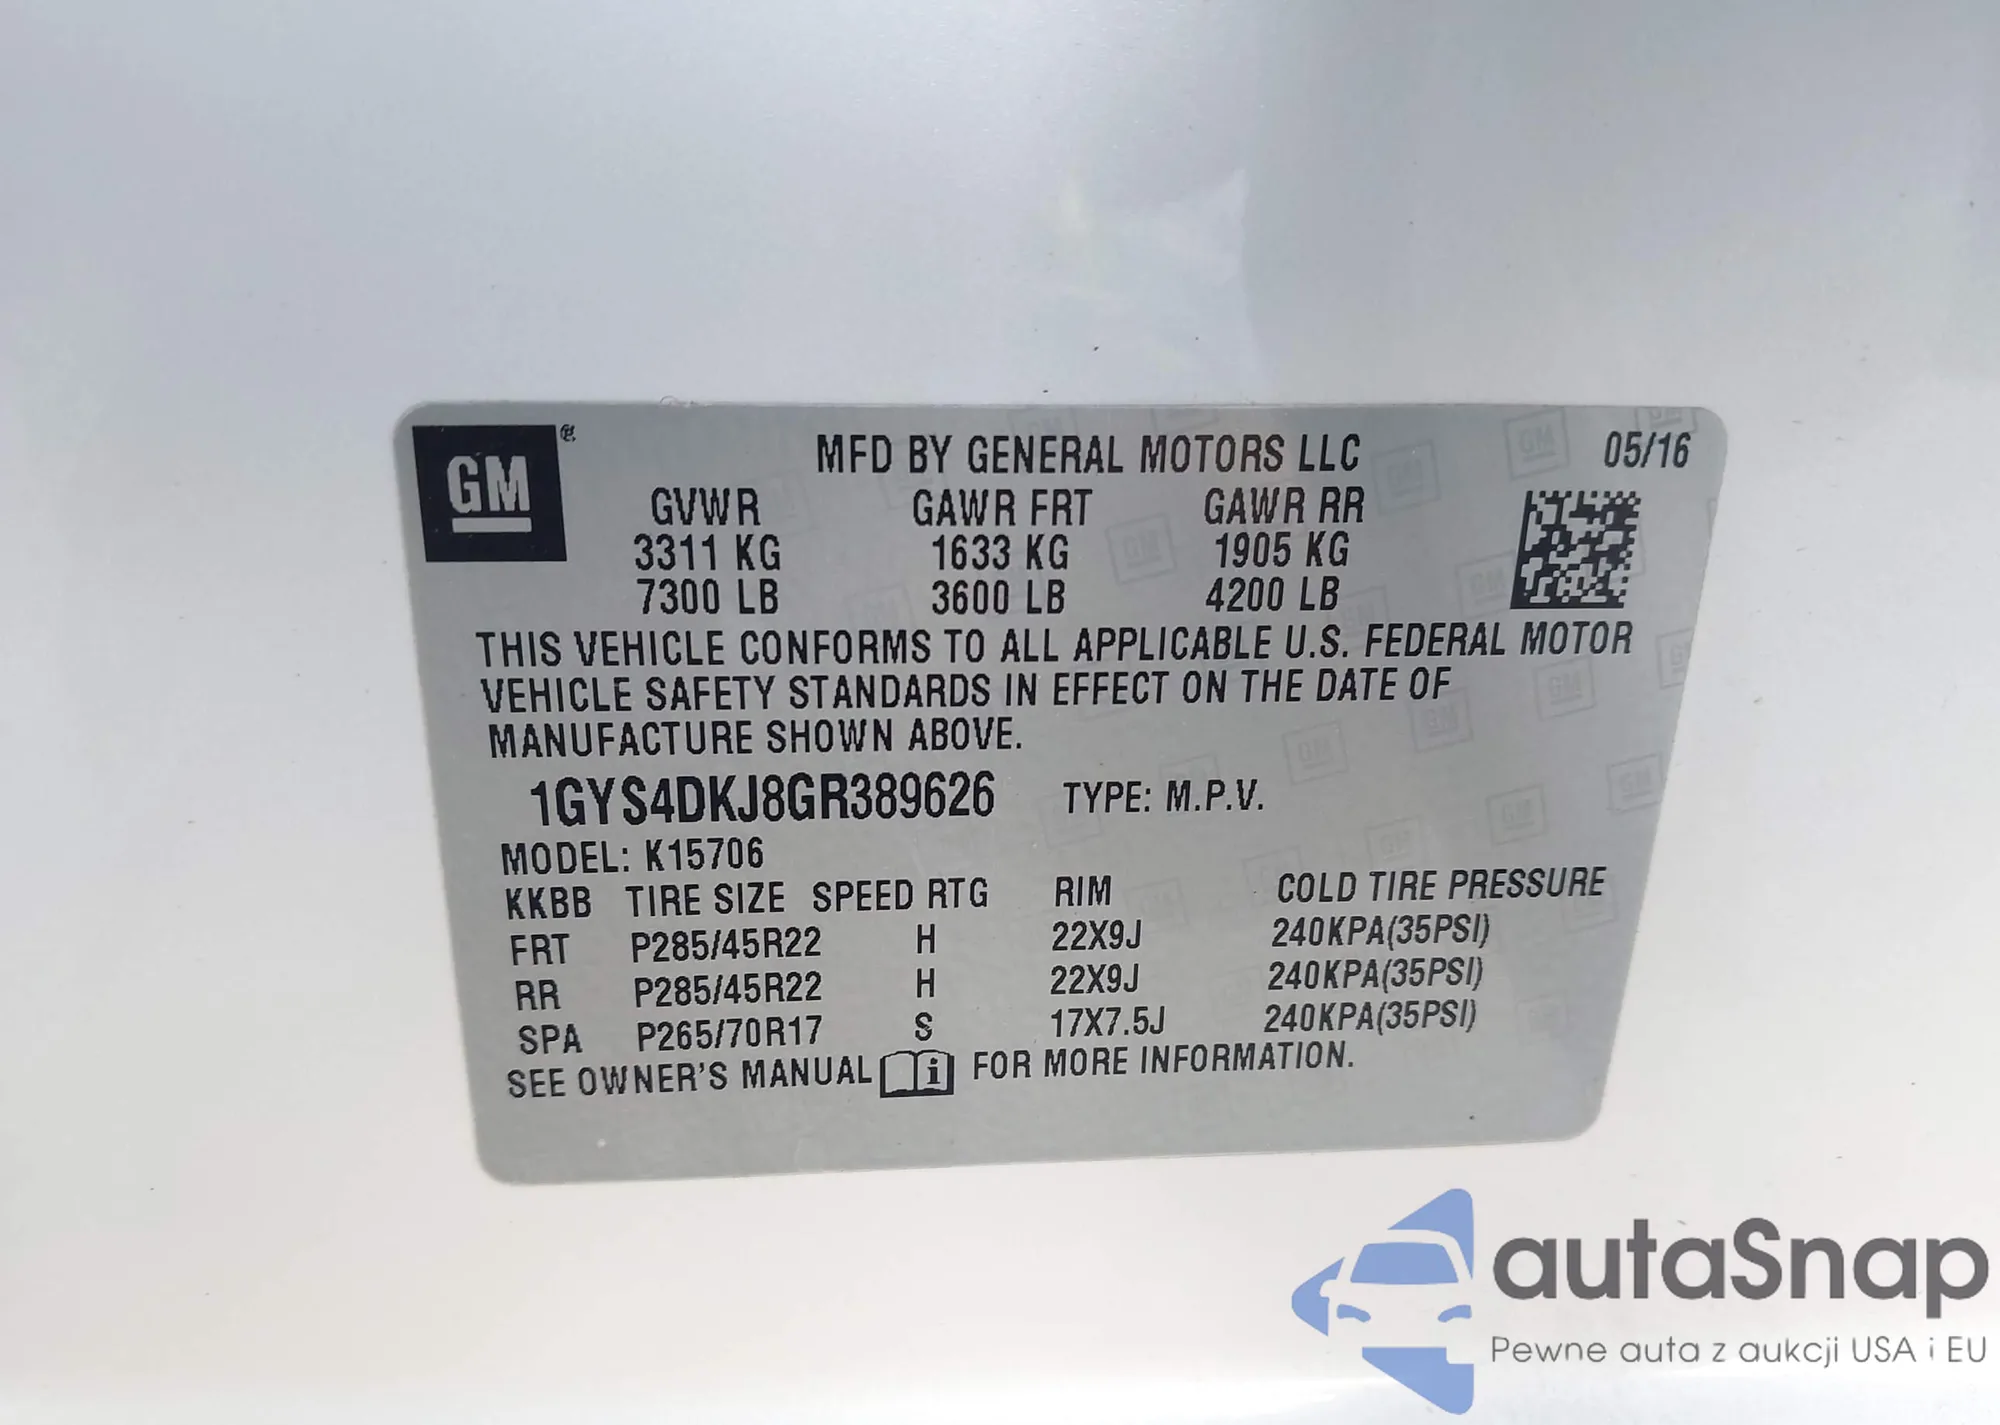 GM
MFD BY GENERAL MOTORS LLC 05/16
GVWR GAWR FRT GAWR RR
3311 KG 1633 KG 1905 KG
7300 LB 3600 LB 4200 LB
THIS VEHICLE CONFORMS TO ALL APPLICABLE U.S. FEDERAL MOTOR
VEHICLE SAFETY STANDARDS IN EFFECT ON THE DATE OF
MANUFACTURE SHOWN ABOVE.
1GYS4DKJ8GR389626 TYPE: M.P.V.
MODEL: K15706
KKBB TIRE SIZE SPEED RTG RIM COLD TIRE PRESSURE
FRT P285/45R22 H 22X9J 240KPA(35PSI)
RR P285/45R22 H 22X9J 240KPA(35PSI)
SPA P265/70R17 S 17X7.5J 240KPA(35PSI)
SEE OWNER'S MANUAL i FOR MORE INFORMATION.
autaSnap
Pewne auta z aukcji USA i EU